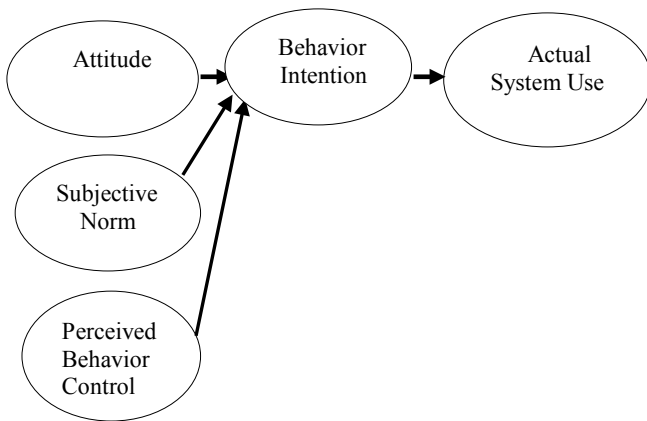 Attitude
Behavior
Intention
Actual
System Use
Subjective
Norm
Perceived
Behavior
Control